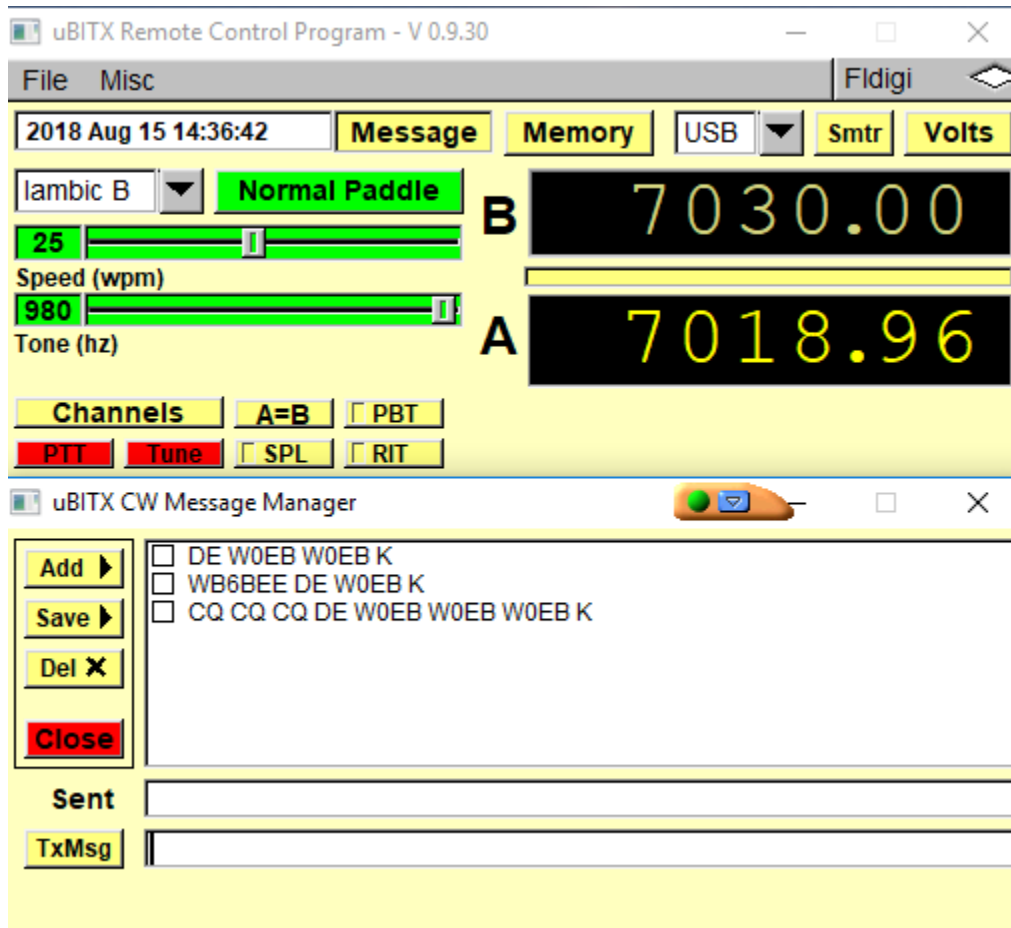 uBITX Remote Control Program - V 0.9.30
File Misc Fldigi
2018 Aug 15 14:36:42 Message Memory USB Smtr Volts
Iambic B Normal Paddle
B 7030.00
25
Speed (wpm)
980
Tone (hz)
A 7018.96
Channels A=B PBT
PTT Tune SPL RIT
uBITX CW Message Manager
Add
Save
Del
Close
DE W0EB W0EB K
WB6BEE DE W0EB K
CQ CQ CQ DE W0EB W0EB W0EB K
Sent
TxMsg